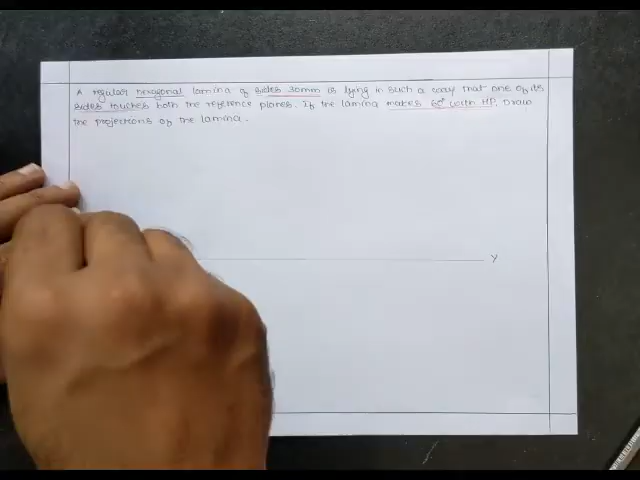 A regular hexagonal lamina of sides 30mm is lying in such a way that one of its
sides touches both the reference planes. If the lamina makes 60° with HP, Draw
the projections of the lamina.
Y